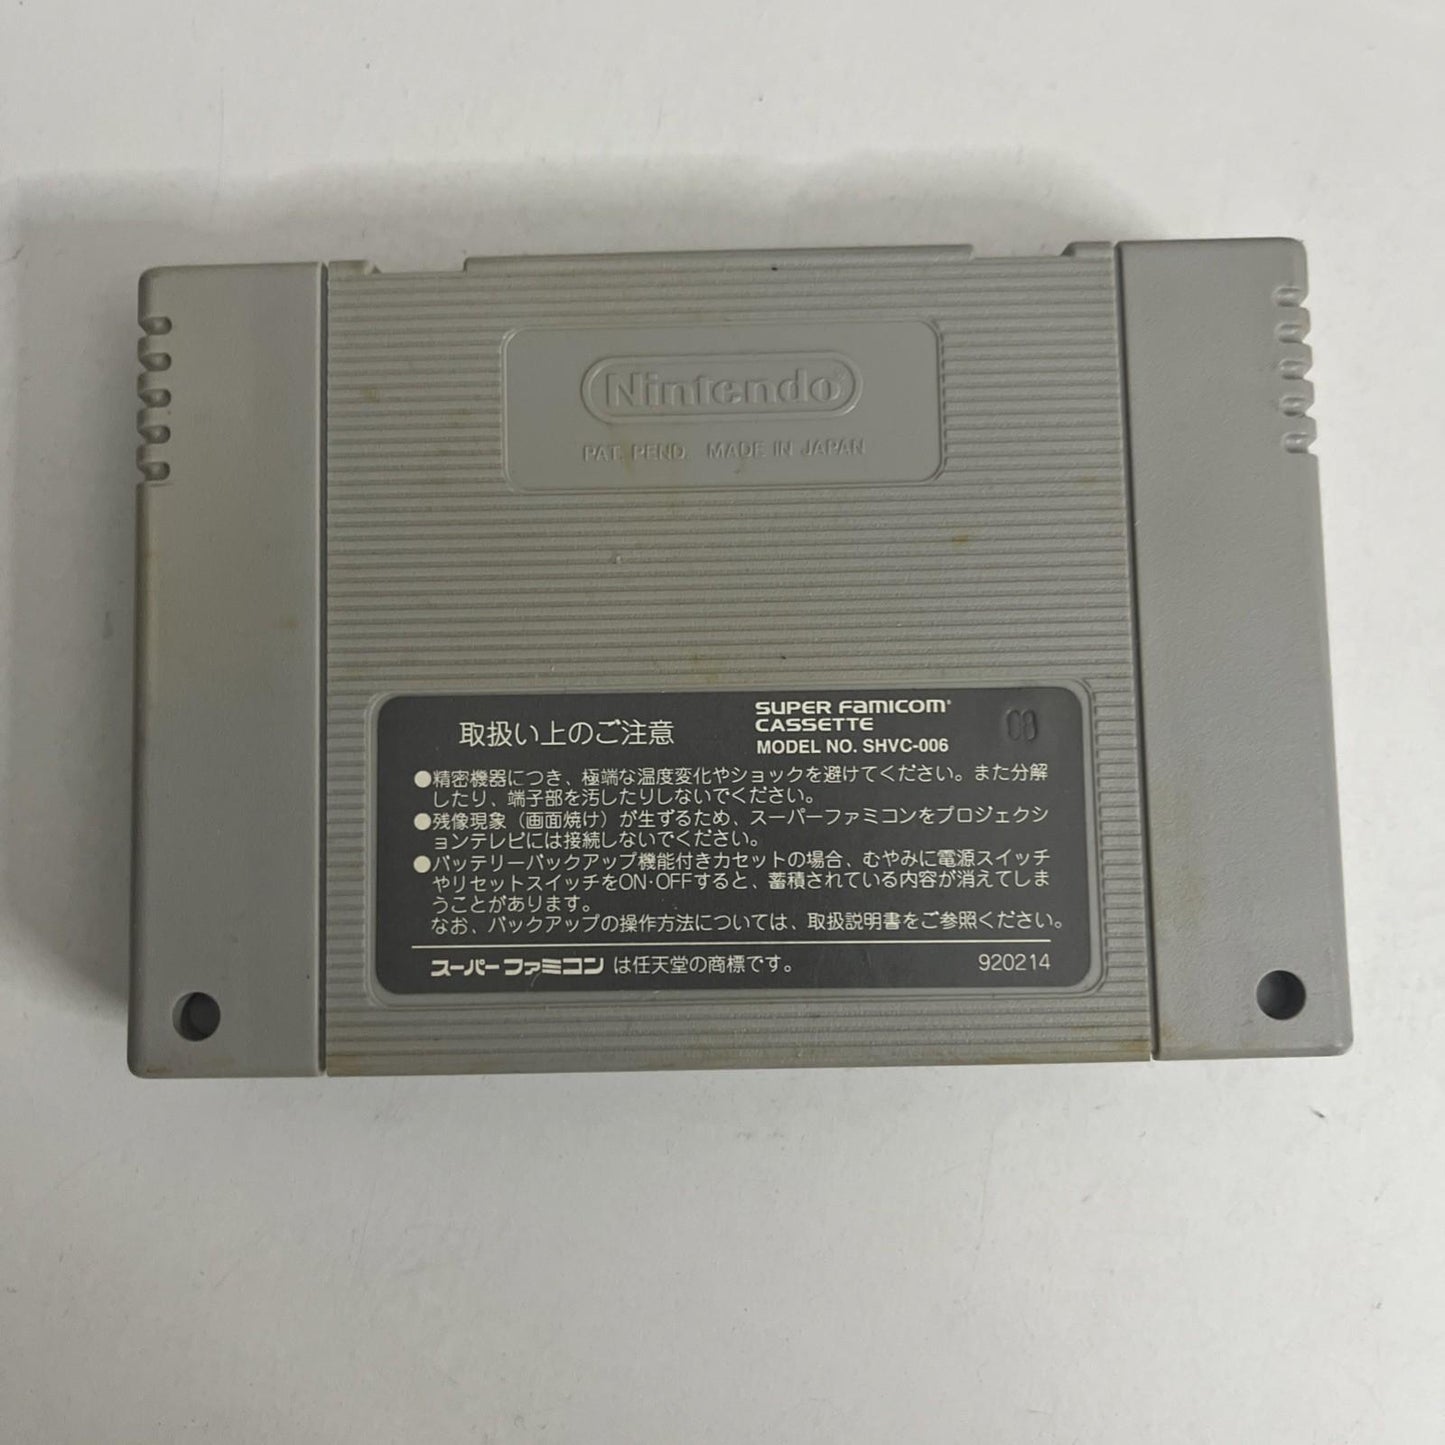 Nintendo®
PAT. PEND. MADE IN JAPAN
取扱い上のご注意
SUPER FAMICOM®
CASSETTE
MODEL NO. SHVC-006
●精密機器につき、極端な温度変化やショックを避けてください。また分解
したり、端子部を汚したりしないでください。
●残像現象（画面焼け）が生ずるため、スーパーファミコンをプロジェクシ
ョンテレビには接続しないでください。
●バッテリーバックアップ機能付きカセットの場合、むやみに電源スイッチ
やリセットスイッチをON·OFFすると、蓄積されている内容が消えてしま
うことがあります。
なお、バックアップの操作方法については、取扱説明書をご参照ください。
スーパーファミコン は任天堂の商標です。
920214